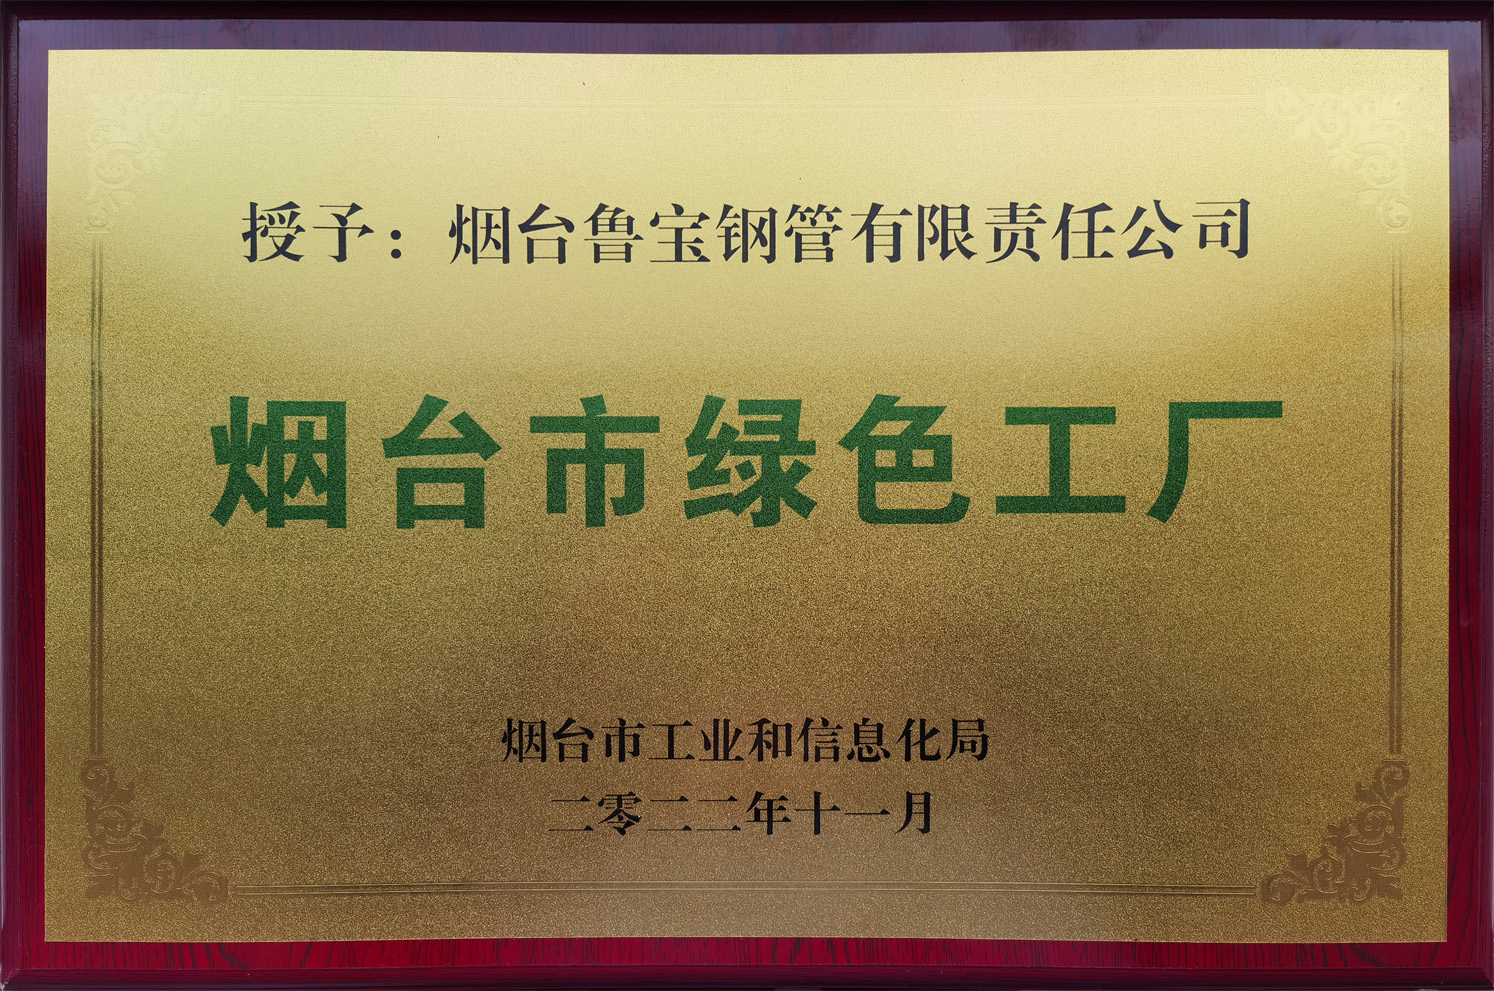 授予：烟台鲁宝钢管有限责任公司
烟台市绿色工厂
烟台市工业和信息化局
二零二二年十一月